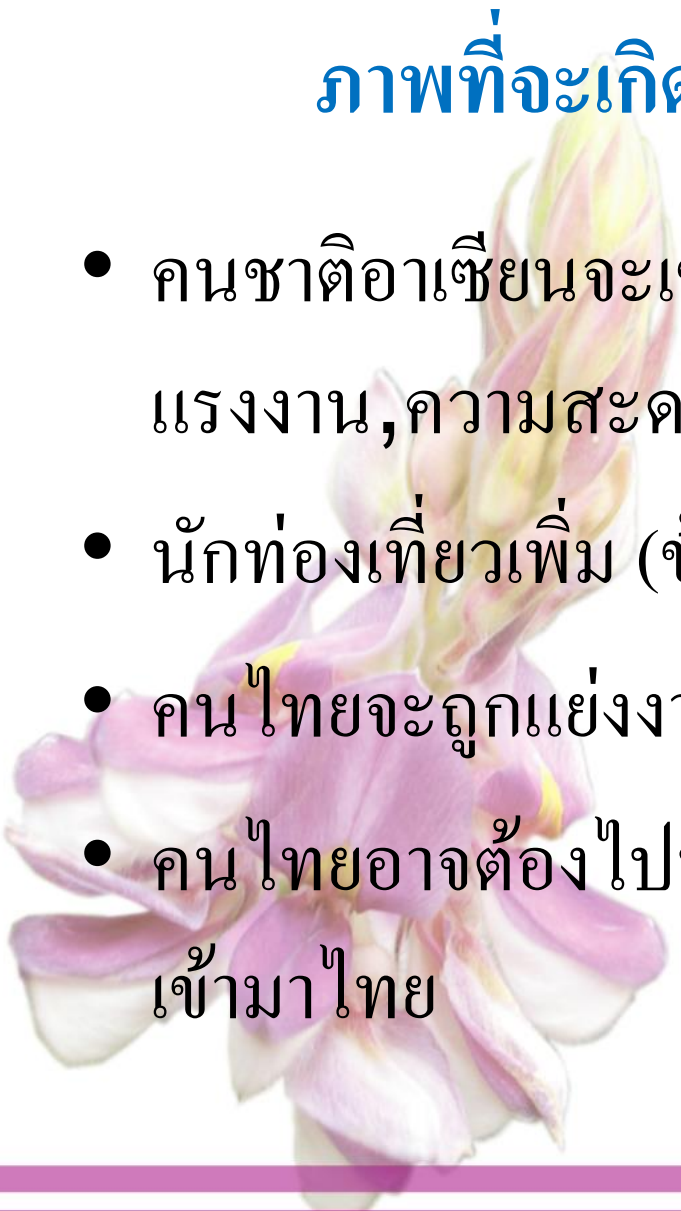 ภาพที่จะเกิด
• คนชาติอาเซียนจะเ
แรงงาน,ความสะด
• นักท่องเที่ยวเพิ่ม (
• คนไทยจะถูกแย่งงา
• คนไทยอาจต้องไป
เข้ามาไทย